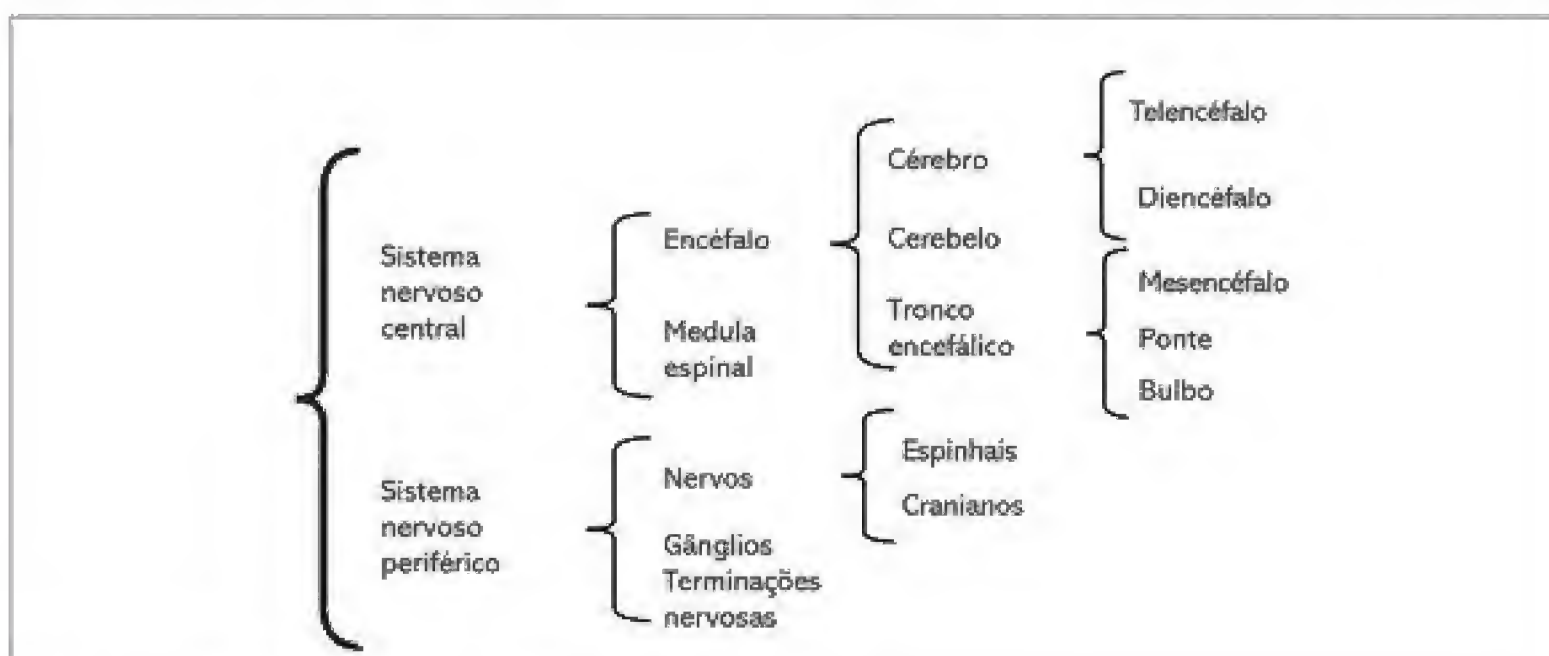 Sistema
nervoso
central
Encéfalo
Medula
espinal
Cérebro
Cerebelo
Tronco
encefálico
Telencéfalo
Diencéfalo
Mesencéfalo
Ponte
Bulbo
Sistema
nervoso
periférico
Nervos
Gânglios
Terminações
nervosas
Espinhais
Cranianos